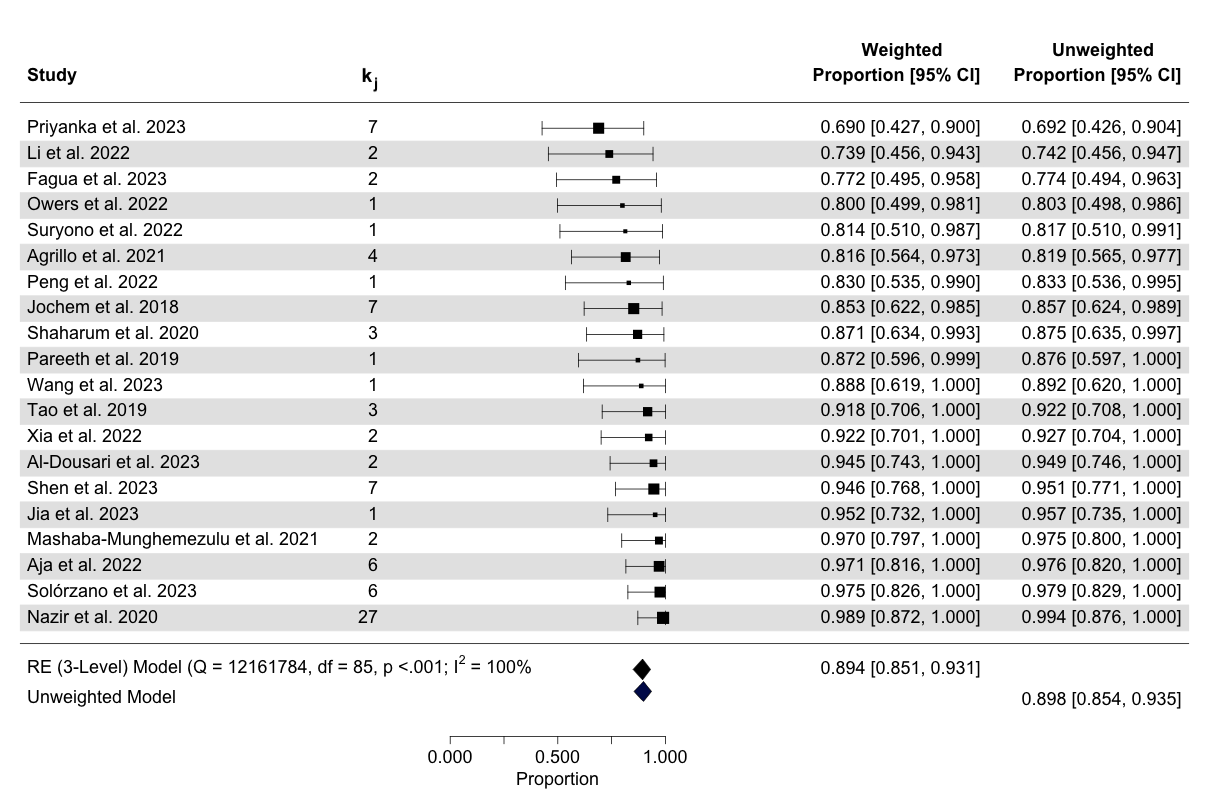 Weighted Unweighted
Study kj Proportion [95% CI] Proportion [95% CI]
Priyanka et al. 2023 7 0.690 [0.427, 0.900] 0.692 [0.426, 0.904]
Li et al. 2022 2 0.739 [0.456, 0.943] 0.742 [0.456, 0.947]
Fagua et al. 2023 2 0.772 [0.495, 0.958] 0.774 [0.494, 0.963]
Owers et al. 2022 1 0.800 [0.499, 0.981] 0.803 [0.498, 0.986]
Suryono et al. 2022 1 0.814 [0.510, 0.987] 0.817 [0.510, 0.991]
Agrillo et al. 2021 4 0.816 [0.564, 0.973] 0.819 [0.565, 0.977]
Peng et al. 2022 1 0.830 [0.535, 0.990] 0.833 [0.536, 0.995]
Jochem et al. 2018 7 0.853 [0.622, 0.985] 0.857 [0.624, 0.989]
Shaharum et al. 2020 3 0.871 [0.634, 0.993] 0.875 [0.635, 0.997]
Pareeth et al. 2019 1 0.872 [0.596, 0.999] 0.876 [0.597, 1.000]
Wang et al. 2023 1 0.888 [0.619, 1.000] 0.892 [0.620, 1.000]
Tao et al. 2019 3 0.918 [0.706, 1.000] 0.922 [0.708, 1.000]
Xia et al. 2022 2 0.922 [0.701, 1.000] 0.927 [0.704, 1.000]
Al-Dousari et al. 2023 2 0.945 [0.743, 1.000] 0.949 [0.746, 1.000]
Shen et al. 2023 7 0.946 [0.768, 1.000] 0.951 [0.771, 1.000]
Jia et al. 2023 1 0.952 [0.732, 1.000] 0.957 [0.735, 1.000]
Mashaba-Munghemezulu et al. 2021 2 0.970 [0.797, 1.000] 0.975 [0.800, 1.000]
Aja et al. 2022 6 0.971 [0.816, 1.000] 0.976 [0.820, 1.000]
Solórzano et al. 2023 6 0.975 [0.826, 1.000] 0.979 [0.829, 1.000]
Nazir et al. 2020 27 0.989 [0.872, 1.000] 0.994 [0.876, 1.000]
RE (3-Level) Model (Q = 12161784, df = 85, p <.001; I² = 100% 0.894 [0.851, 0.931]
Unweighted Model 0.898 [0.854, 0.935]
0.000 0.500 1.000
Proportion